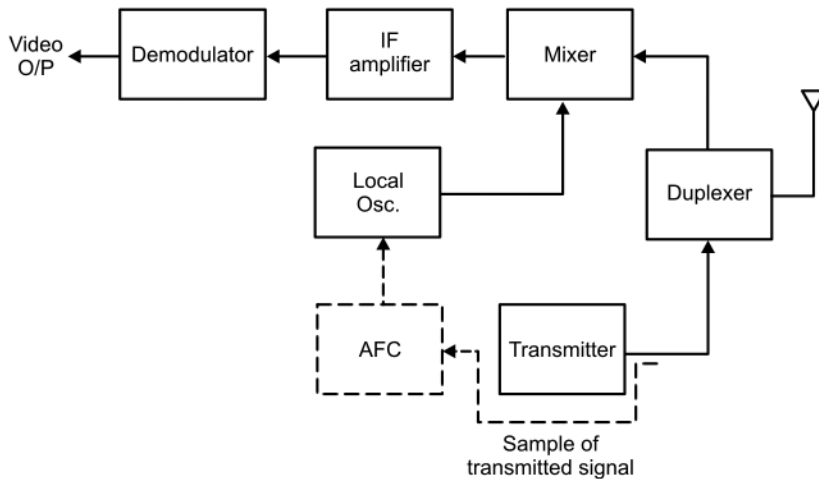 Video
O/P
Demodulator
IF
amplifier
Mixer
Local
Osc.
Duplexer
AFC
Transmitter
Sample of
transmitted signal